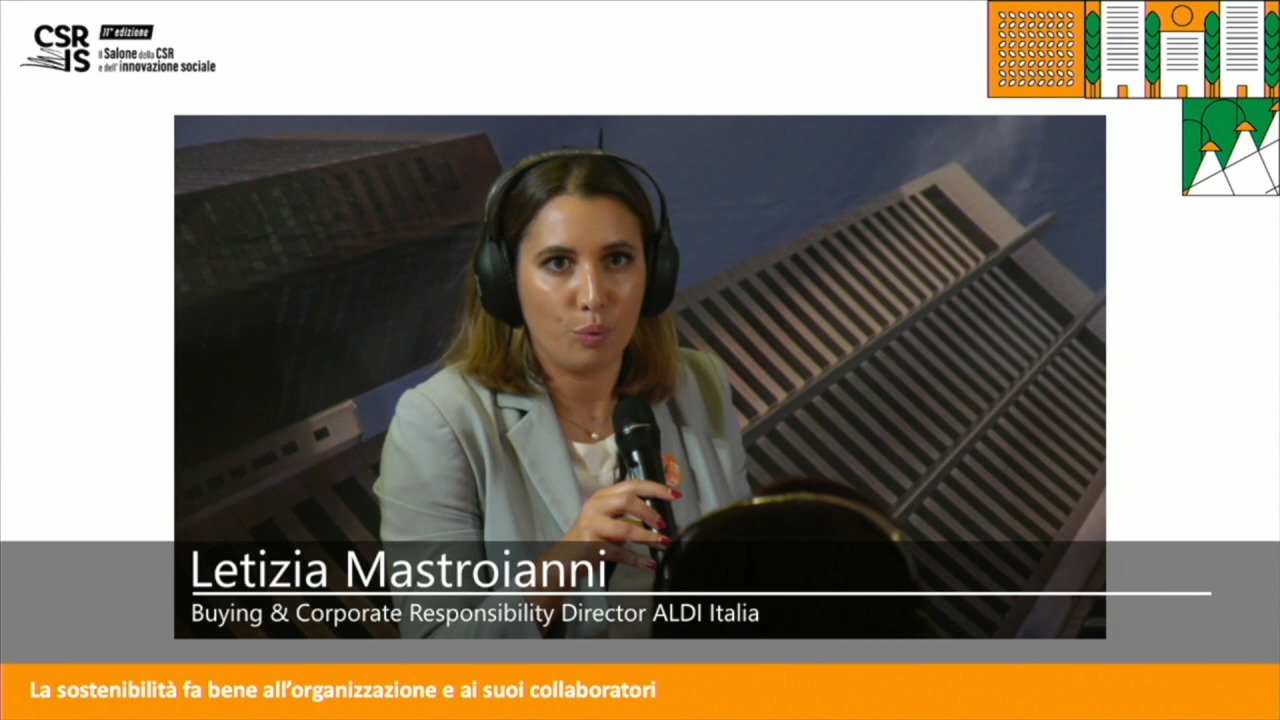 CSR
IS
11° edizione
Il Salone della CSR
e dell'innovazione sociale
Letizia Mastroianni
Buying & Corporate Responsibility Director ALDI Italia
La sostenibilità fa bene all'organizzazione e ai suoi collaboratori